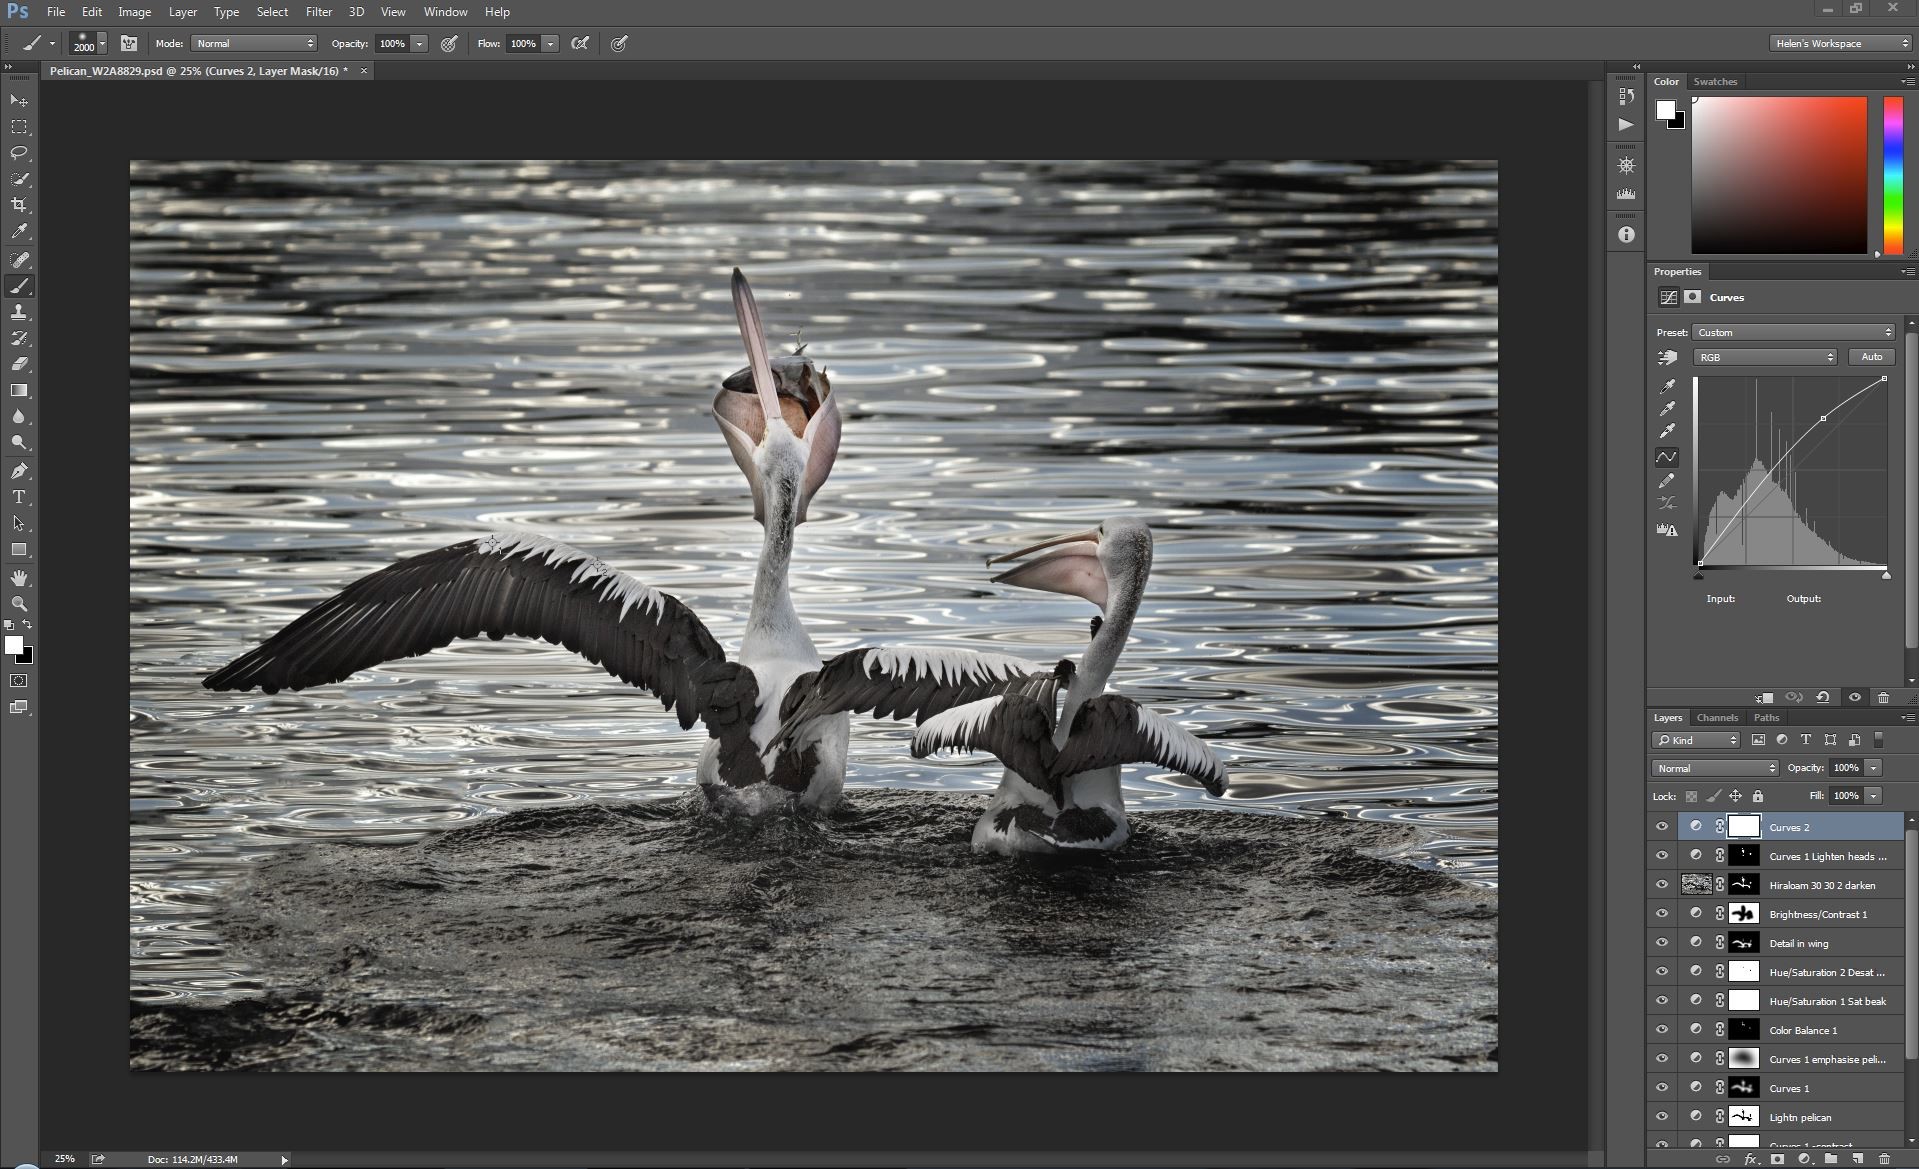 Ps File Edit Image Layer Type Select Filter 3D View Window Help
2000 Mode: Normal Opacity: 100% Flow: 100% Helen's Workspace
Pelican_W2A8829.psd @ 25% (Curves 2, Layer Mask/16) * ×
Color Swatches
Properties
Curves
Preset: Custom
RGB Auto
Input: Output:
Layers Channels Paths
Kind
Normal Opacity: 100%
Lock: Fill: 100%
Curves 2
Curves 1 Lighten heads ...
Hiraloam 30 30 2 darken
Brightness/Contrast 1
Detail in wing
Hue/Saturation 2 Desat ...
Hue/Saturation 1 Sat beak
Color Balance 1
Curves 1 emphasise peli...
Curves 1
Lightn pelican
Curves 1 -contrast
25% Doc: 114.2M/433.4M